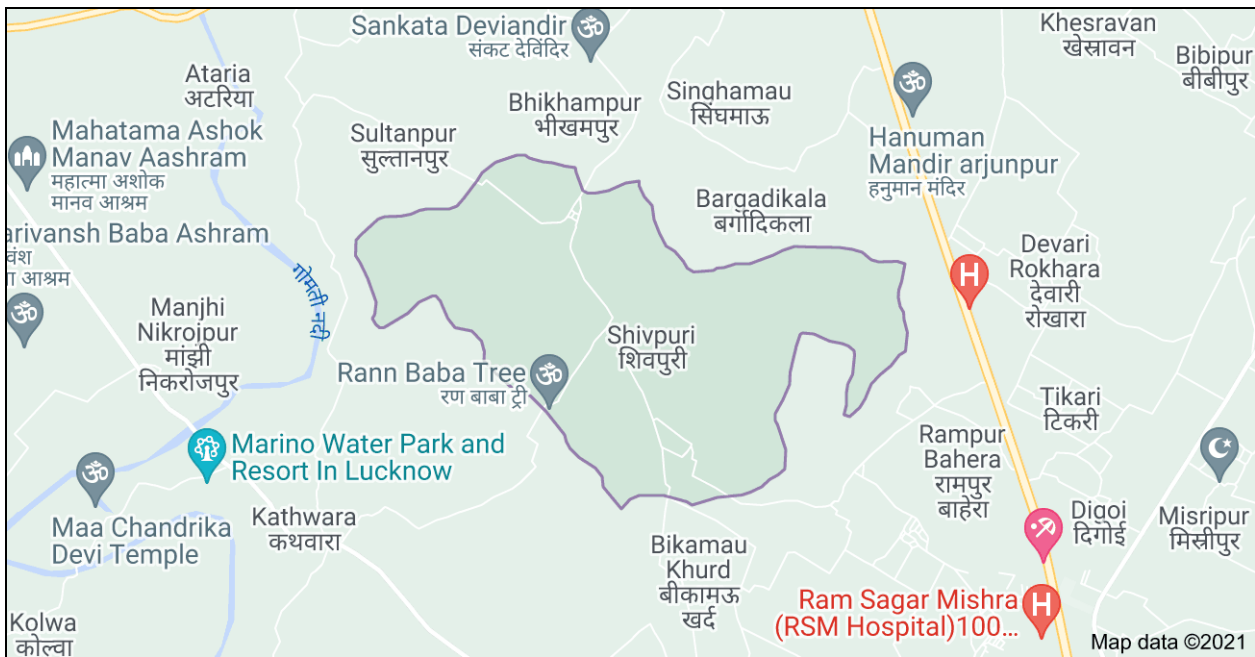 Sankata Deviandir
संकट देविंदिर
Khesravan
खेस्रावन
Bibipur
बीबीपुर
Ataria
अटरिया
Bhikhampur
भीखमपुर
Singhamau
सिंघमाऊ
Sultanpur
सुल्तानपुर
Mahatama Ashok
Manav Aashram
महात्मा अशोक
मानव आश्रम
Hanuman
Mandir arjunpur
हनुमान मंदिर
Bargadikala
बर्गादिकला
arivansh Baba Ashram
वंश
ा आश्रम
गोमती नदी
Devari
Rokhara
देवारी
रोखारा
Manjhi
Nikrojpur
मांझी
निकरोजपुर
Shivpuri
शिवपुरी
Rann Baba Tree
रण बाबा ट्री
Tikari
टिकरी
Marino Water Park and
Resort In Lucknow
Rampur
Bahera
रामपुर
बाहेरा
Maa Chandrika
Devi Temple
Kathwara
कथवारा
Digoi
दिगोई
Misripur
मिस्रीपुर
Bikamau
Khurd
बीकामऊ
खर्द
Ram Sagar Mishra
(RSM Hospital)100...
Kolwa
कोल्वा
Map data ©2021